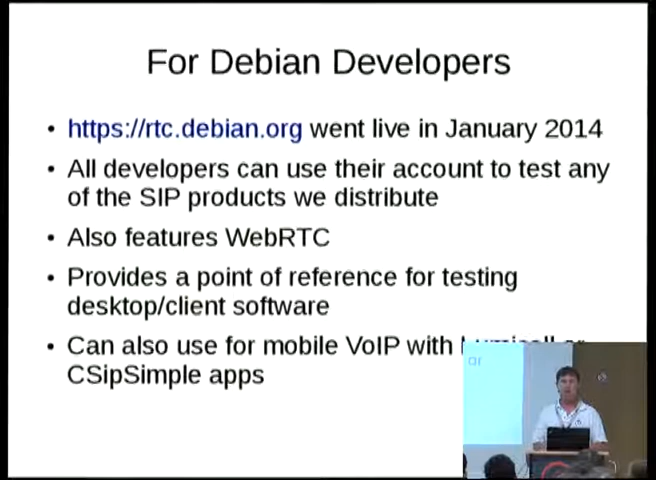 For Debian Developers
• https://rtc.debian.org went live in January 2014
• All developers can use their account to test any
of the SIP products we distribute
• Also features WebRTC
• Provides a point of reference for testing
desktop/client software
• Can also use for mobile VoIP with
CSipSimple apps